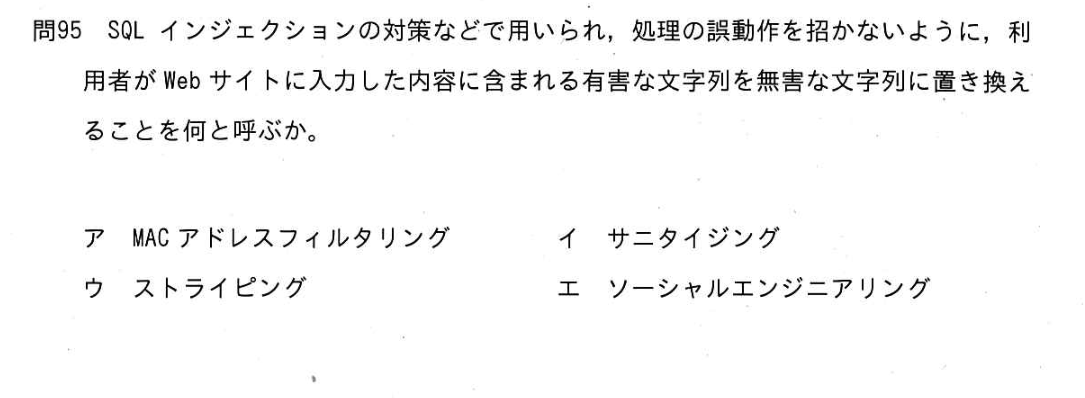 問95 SQL インジェクションの対策などで用いられ，処理の誤動作を招かないように，利
用者が Web サイトに入力した内容に含まれる有害な文字列を無害な文字列に置き換え
ることを何と呼ぶか。
ア MAC アドレスフィルタリング イ サニタイジング
ウ ストライピング エ ソーシャルエンジニアリング